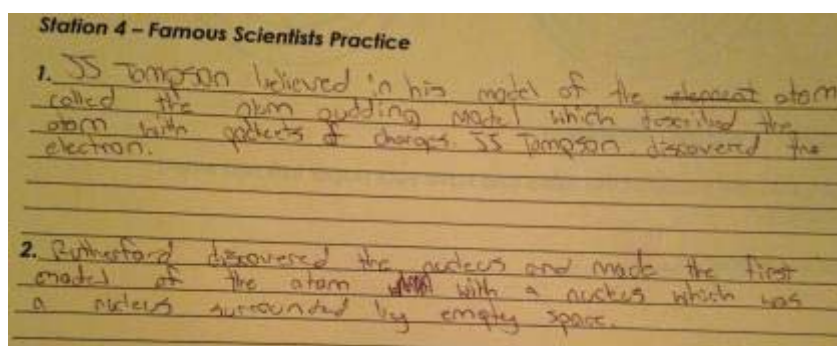 Station 4 – Famous Scientists Practice
1. JJ Tompson believed in his model of the element atom
called the plum pudding model which described the
atom with pockets of charges. JJ Tompson discovered the
electron.
2. Rutherford discovered the nucleus and made the first
model of the atom with a nucleus which was
a nucleus surrounded by empty space.